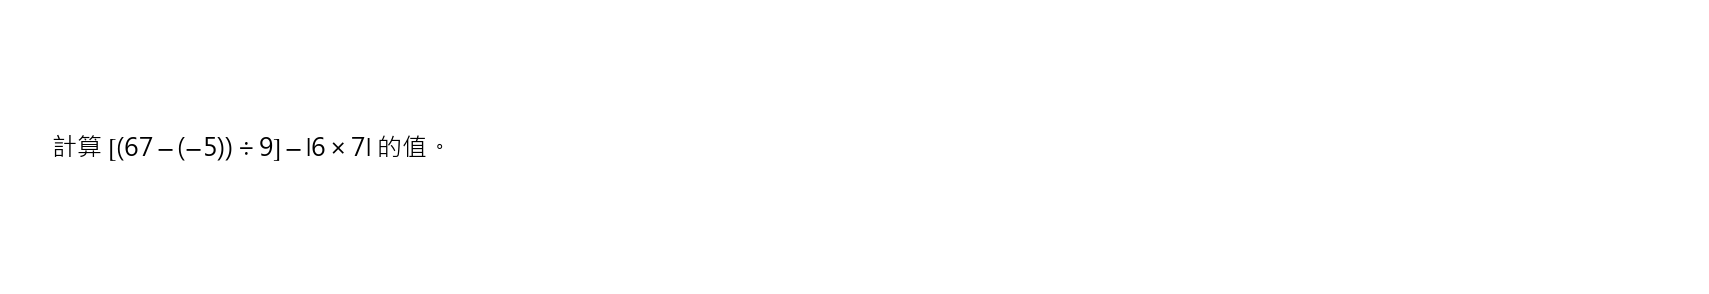 計算 [(67 – (–5)) ÷ 9] – |6 × 7| 的值。